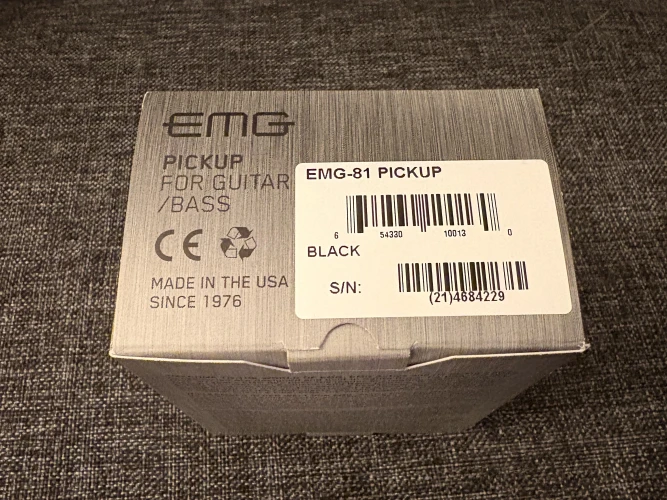 EMG
PICKUP
FOR GUITAR
/BASS
CE
MADE IN THE USA
SINCE 1976
EMG-81 PICKUP
6 54330 10013 0
BLACK
S/N:
(21)4684229